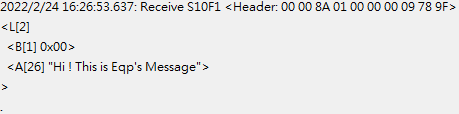 2022/2/24 16:26:53.637: Receive S10F1 <Header: 00 00 8A 01 00 00 00 09 78 9F>
<L[2]
<B[1] 0x00>
<A[26] "Hi ! This is Eqp's Message">
>
.